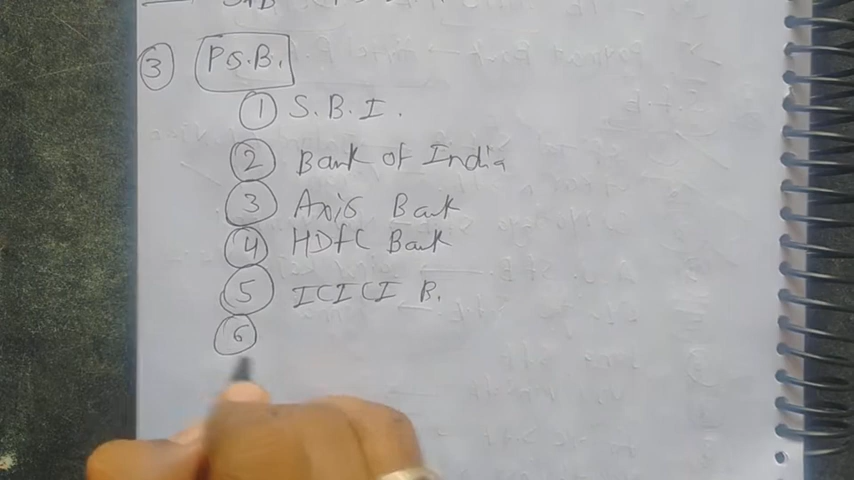 ③ P.S.B.
① S.B.I.
② Bank of India
③ Axis Bank
④ HDFC Bank
⑤ ICICI B.
⑥